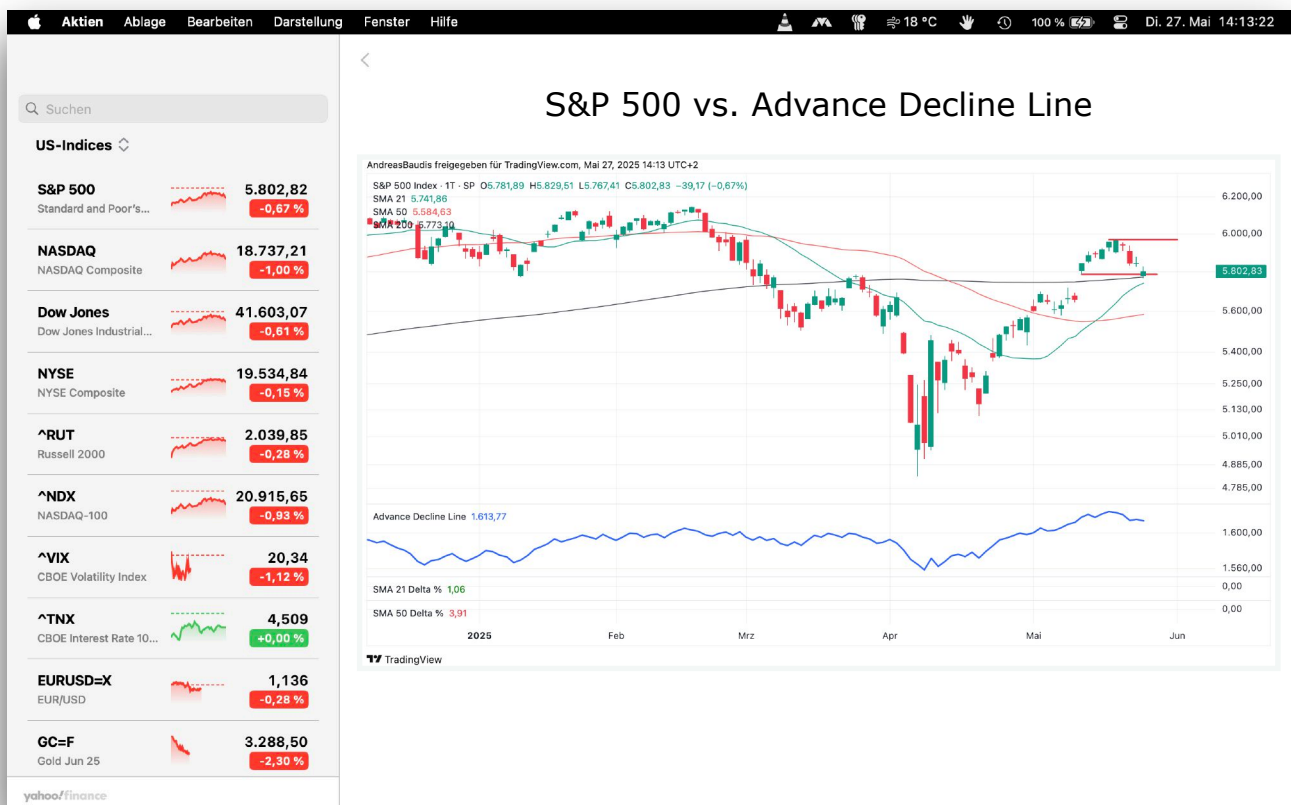 Aktien Ablage Bearbeiten Darstellung Fenster Hilfe 18 °C 100 % Di. 27. Mai 14:13:22
Suchen
US-Indices
S&P 500 5.802,82
Standard and Poor's... -0,67 %
NASDAQ 18.737,21
NASDAQ Composite -1,00 %
Dow Jones 41.603,07
Dow Jones Industrial... -0,61 %
NYSE 19.534,84
NYSE Composite -0,15 %
^RUT 2.039,85
Russell 2000 -0,28 %
^NDX 20.915,65
NASDAQ-100 -0,93 %
^VIX 20,34
CBOE Volatility Index -1,12 %
^TNX 4,509
CBOE Interest Rate 10... +0,00 %
EURUSD=X 1,136
EUR/USD -0,28 %
GC=F 3.288,50
Gold Jun 25 -2,30 %
yahoo!finance
S&P 500 vs. Advance Decline Line
AndreasBaudis freigegeben für TradingView.com, Mai 27, 2025 14:13 UTC+2
S&P 500 Index · 1T · SP O5.781,89 H5.829,51 L5.767,41 C5.802,83 −39,17 (−0,67%)
SMA 21 5.741,86
SMA 50 5.584,63
SMA 200 5.773,10
6.200,00
6.000,00
5.802,83
5.600,00
5.400,00
5.250,00
5.130,00
5.010,00
4.885,00
4.785,00
Advance Decline Line 1.613,77
1.600,00
1.560,00
SMA 21 Delta % 1,06
0,00
SMA 50 Delta % 3,91
0,00
2025 Feb Mrz Apr Mai Jun
TradingView